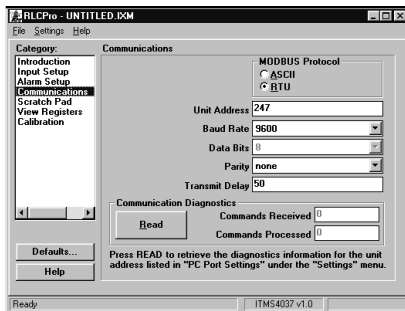 RLCPro - UNTITLED.IXM
File Settings Help
Category:
Introduction
Input Setup
Alarm Setup
Communications
Scratch Pad
View Registers
Calibration
Defaults...
Help
Communications
MODBUS Protocol
ASCII
RTU
Unit Address 247
Baud Rate 9600
Data Bits 8
Parity none
Transmit Delay 50
Communication Diagnostics
Read
Commands Received 0
Commands Processed 0
Press READ to retrieve the diagnostics information for the unit
address listed in "PC Port Settings" under the "Settings" menu.
Ready ITMS4037 v1.0